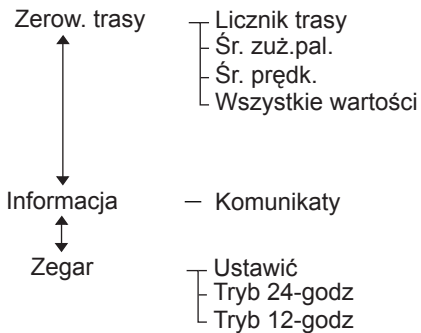 Zerow. trasy
Licznik trasy
Śr. zuż.pal.
Śr. prędk.
Wszystkie wartości
Informacja
Komunikaty
Zegar
Ustawić
Tryb 24-godz
Tryb 12-godz